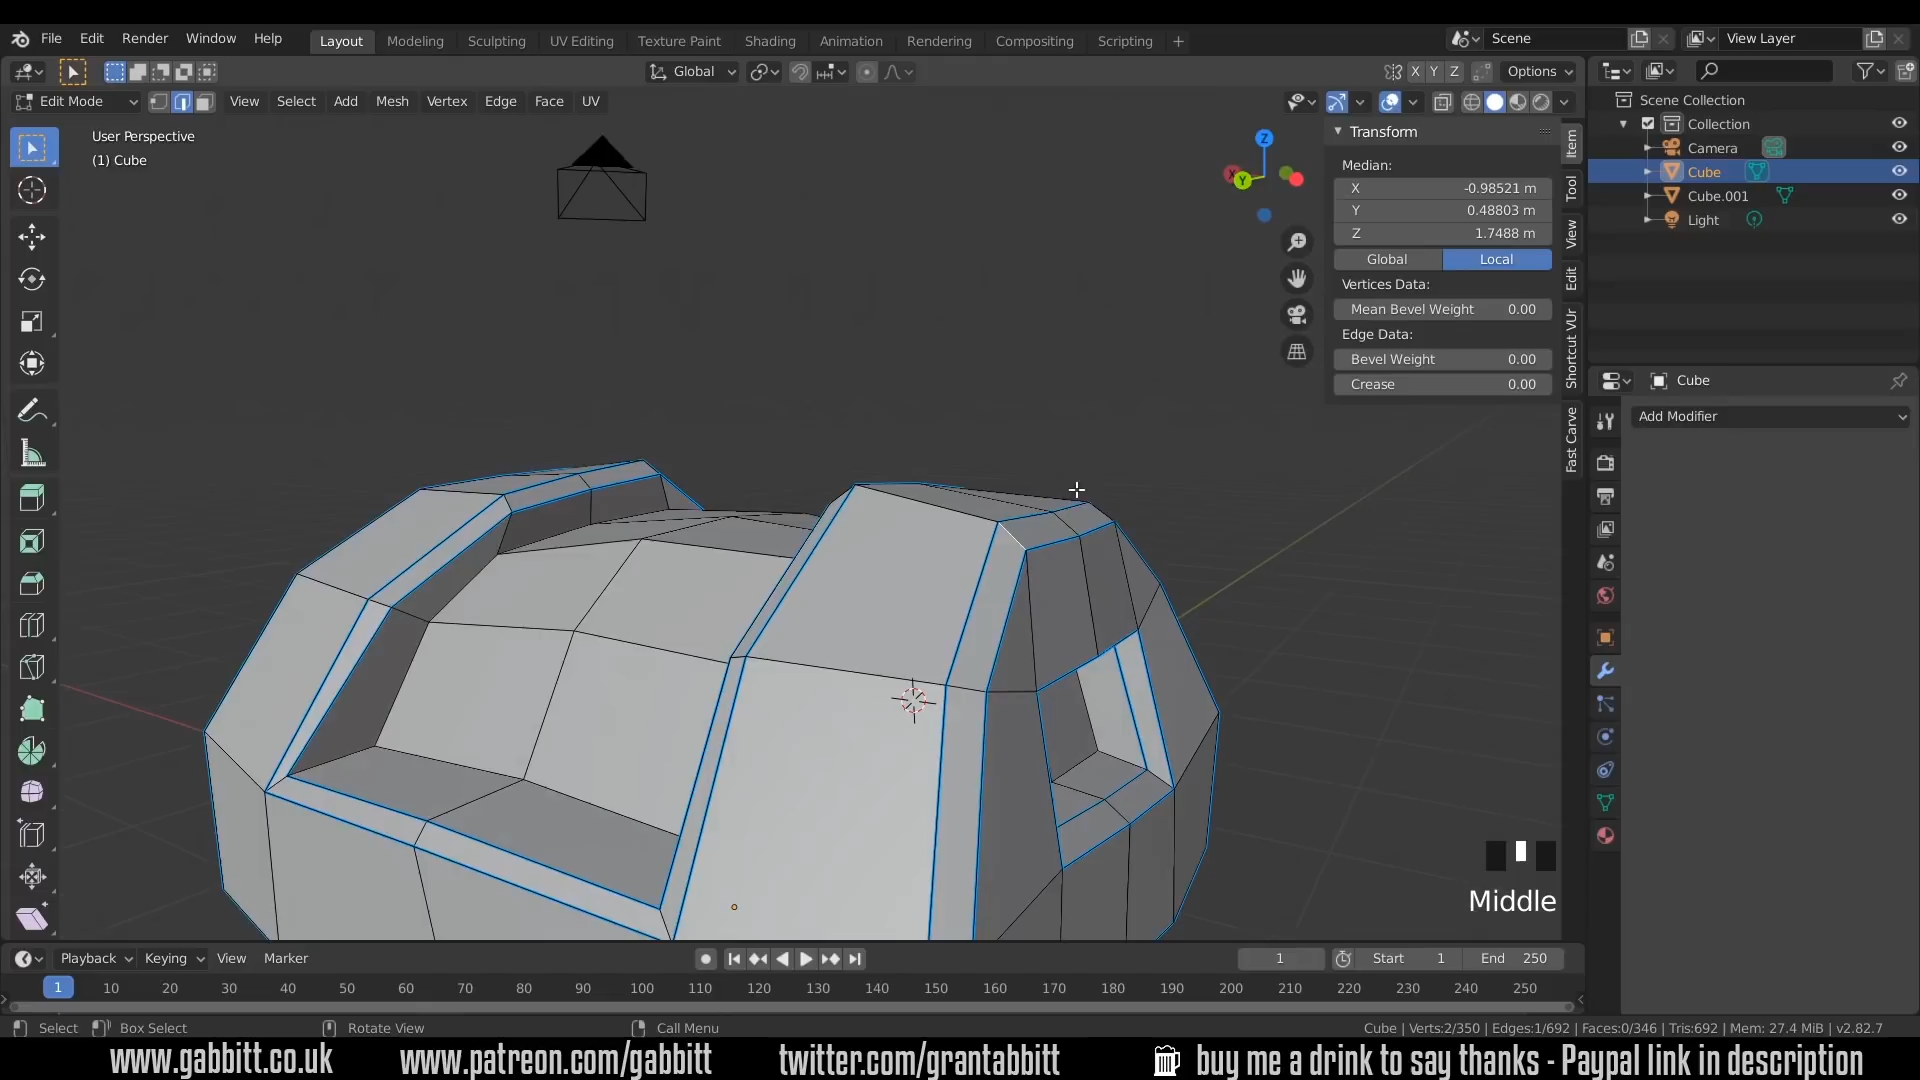 File Edit Render Window Help Layout Modeling Sculpting UV Editing Texture Paint Shading Animation Rendering Compositing Scripting + Scene View Layer
Global X Y Z Options
Edit Mode View Select Add Mesh Vertex Edge Face UV
User Perspective
(1) Cube
Z
X
Y
Transform
Median:
X -0.98521 m
Y 0.48803 m
Z 1.7488 m
Global Local
Vertices Data:
Mean Bevel Weight 0.00
Edge Data:
Bevel Weight 0.00
Crease 0.00
Item
Tool
View
Edit
Shortcut VUr
Fast Carve
Scene Collection
Collection
Camera
Cube
Cube.001
Light
Cube
Add Modifier
Middle
Playback Keying View Marker 1 Start 1 End 250
1 10 20 30 40 50 60 70 80 90 100 110 120 130 140 150 160 170 180 190 200 210 220 230 240 250
Select Box Select Rotate View Call Menu Cube | Verts:2/350 | Edges:1/692 | Faces:0/346 | Tris:692 | Mem: 27.4 MiB | v2.82.7
www.gabbitt.co.uk www.patreon.com/gabbitt twitter.com/grantabbitt buy me a drink to say thanks - Paypal link in description